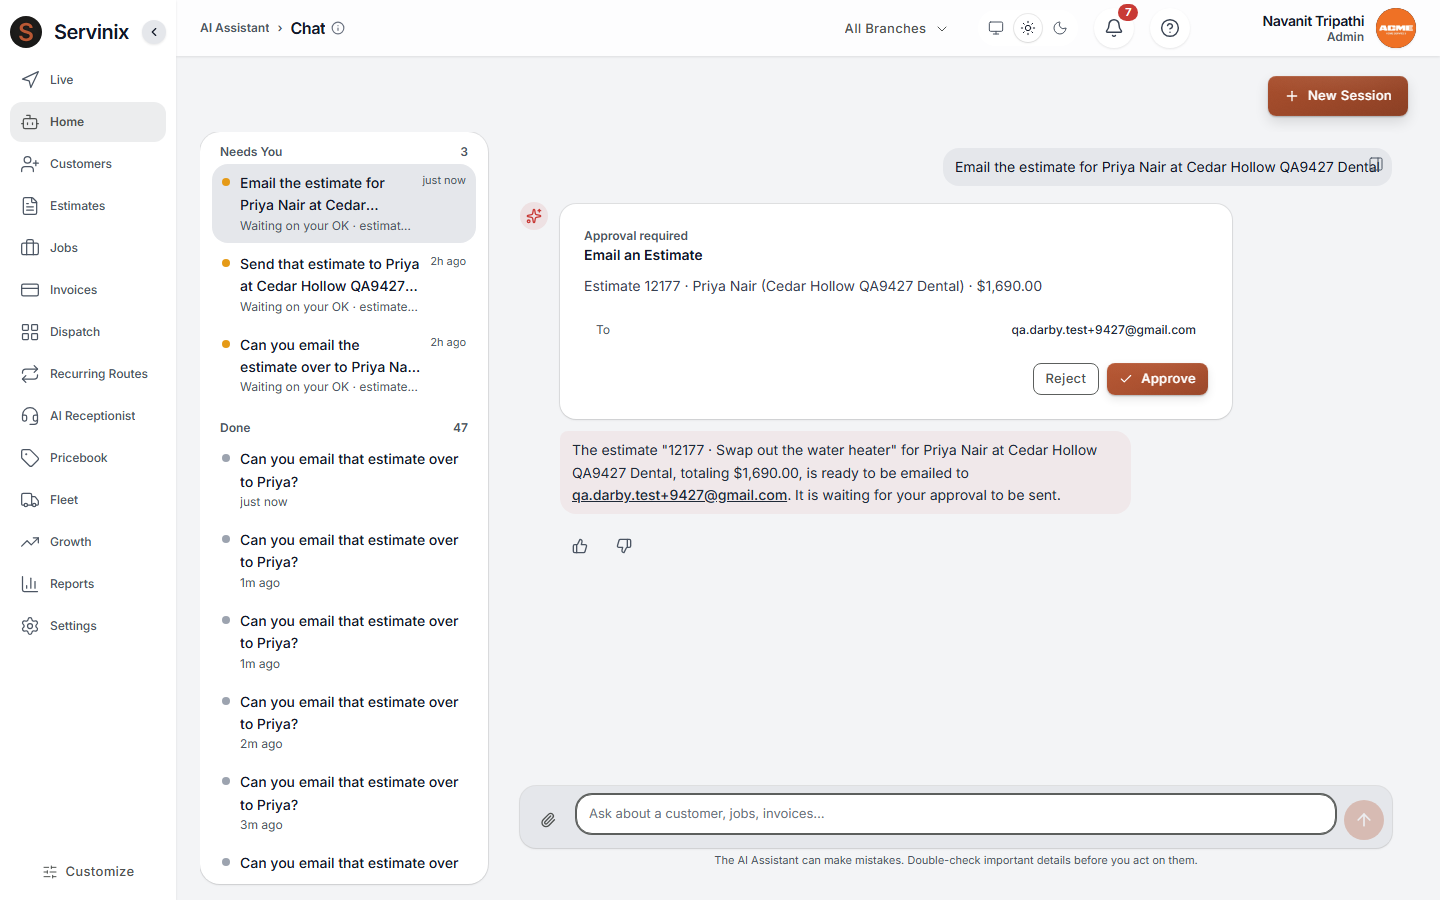 Servinix
Live
Home
Customers
Estimates
Jobs
Invoices
Dispatch
Recurring Routes
AI Receptionist
Pricebook
Fleet
Growth
Reports
Settings
Customize
AI Assistant › Chat
All Branches
7
Navanit Tripathi
Admin
ACME
+ New Session
Needs You 3
Email the estimate for just now
Priya Nair at Cedar...
Waiting on your OK · estimat...
Send that estimate to Priya 2h ago
at Cedar Hollow QA9427...
Waiting on your OK · estimate...
Can you email the 2h ago
estimate over to Priya Na...
Waiting on your OK · estimate...
Done 47
Can you email that estimate over
to Priya?
just now
Can you email that estimate over
to Priya?
1m ago
Can you email that estimate over
to Priya?
1m ago
Can you email that estimate over
to Priya?
2m ago
Can you email that estimate over
to Priya?
3m ago
Can you email that estimate over
Email the estimate for Priya Nair at Cedar Hollow QA9427 Dental
Approval required
Email an Estimate
Estimate 12177 · Priya Nair (Cedar Hollow QA9427 Dental) · $1,690.00
To qa.darby.test+9427@gmail.com
Reject
Approve
The estimate "12177 · Swap out the water heater" for Priya Nair at Cedar Hollow
QA9427 Dental, totaling $1,690.00, is ready to be emailed to
qa.darby.test+9427@gmail.com. It is waiting for your approval to be sent.
Ask about a customer, jobs, invoices...
The AI Assistant can make mistakes. Double-check important details before you act on them.